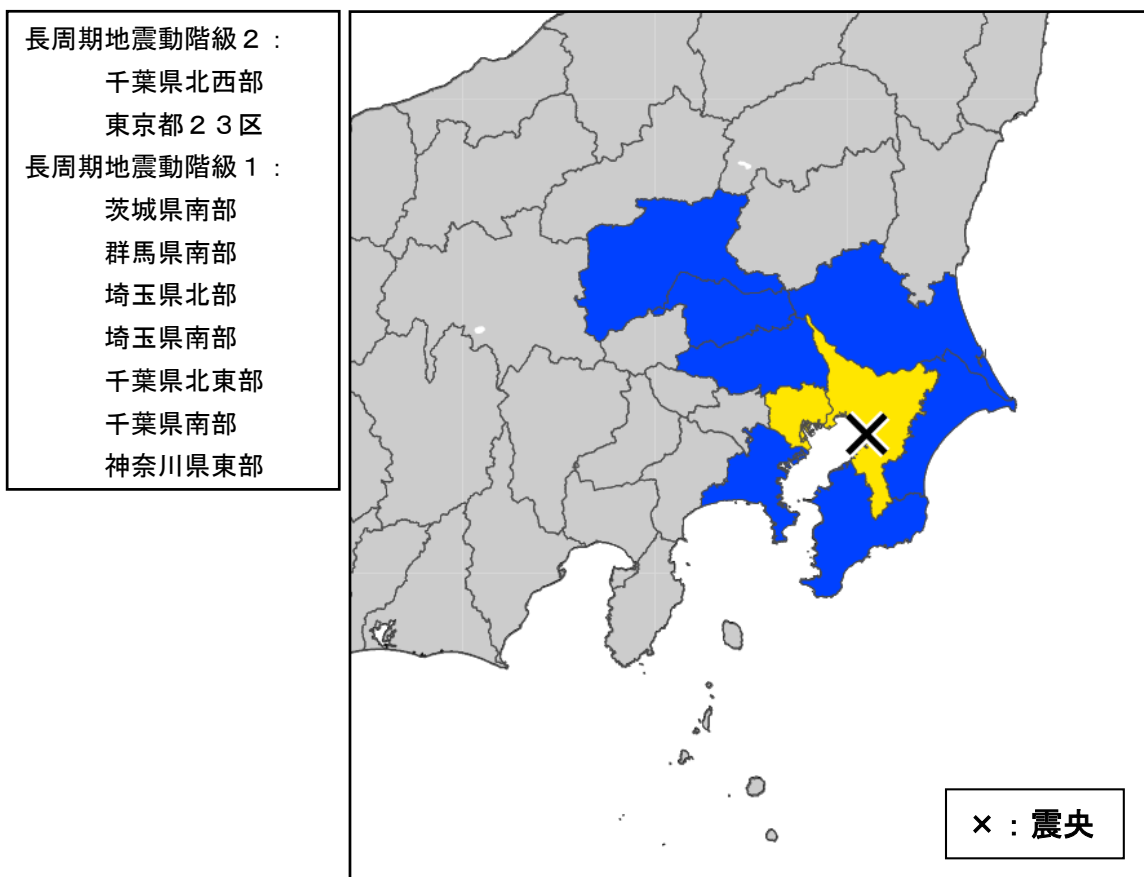 長周期地震動階級２：
千葉県北西部
東京都２３区
長周期地震動階級１：
茨城県南部
群馬県南部
埼玉県北部
埼玉県南部
千葉県北東部
千葉県南部
神奈川県東部
×：震央